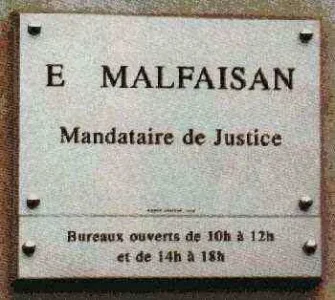 E MALFAISAN
Mandataire de Justice
Bureaux ouverts de 10h à 12h
et de 14h à 18h